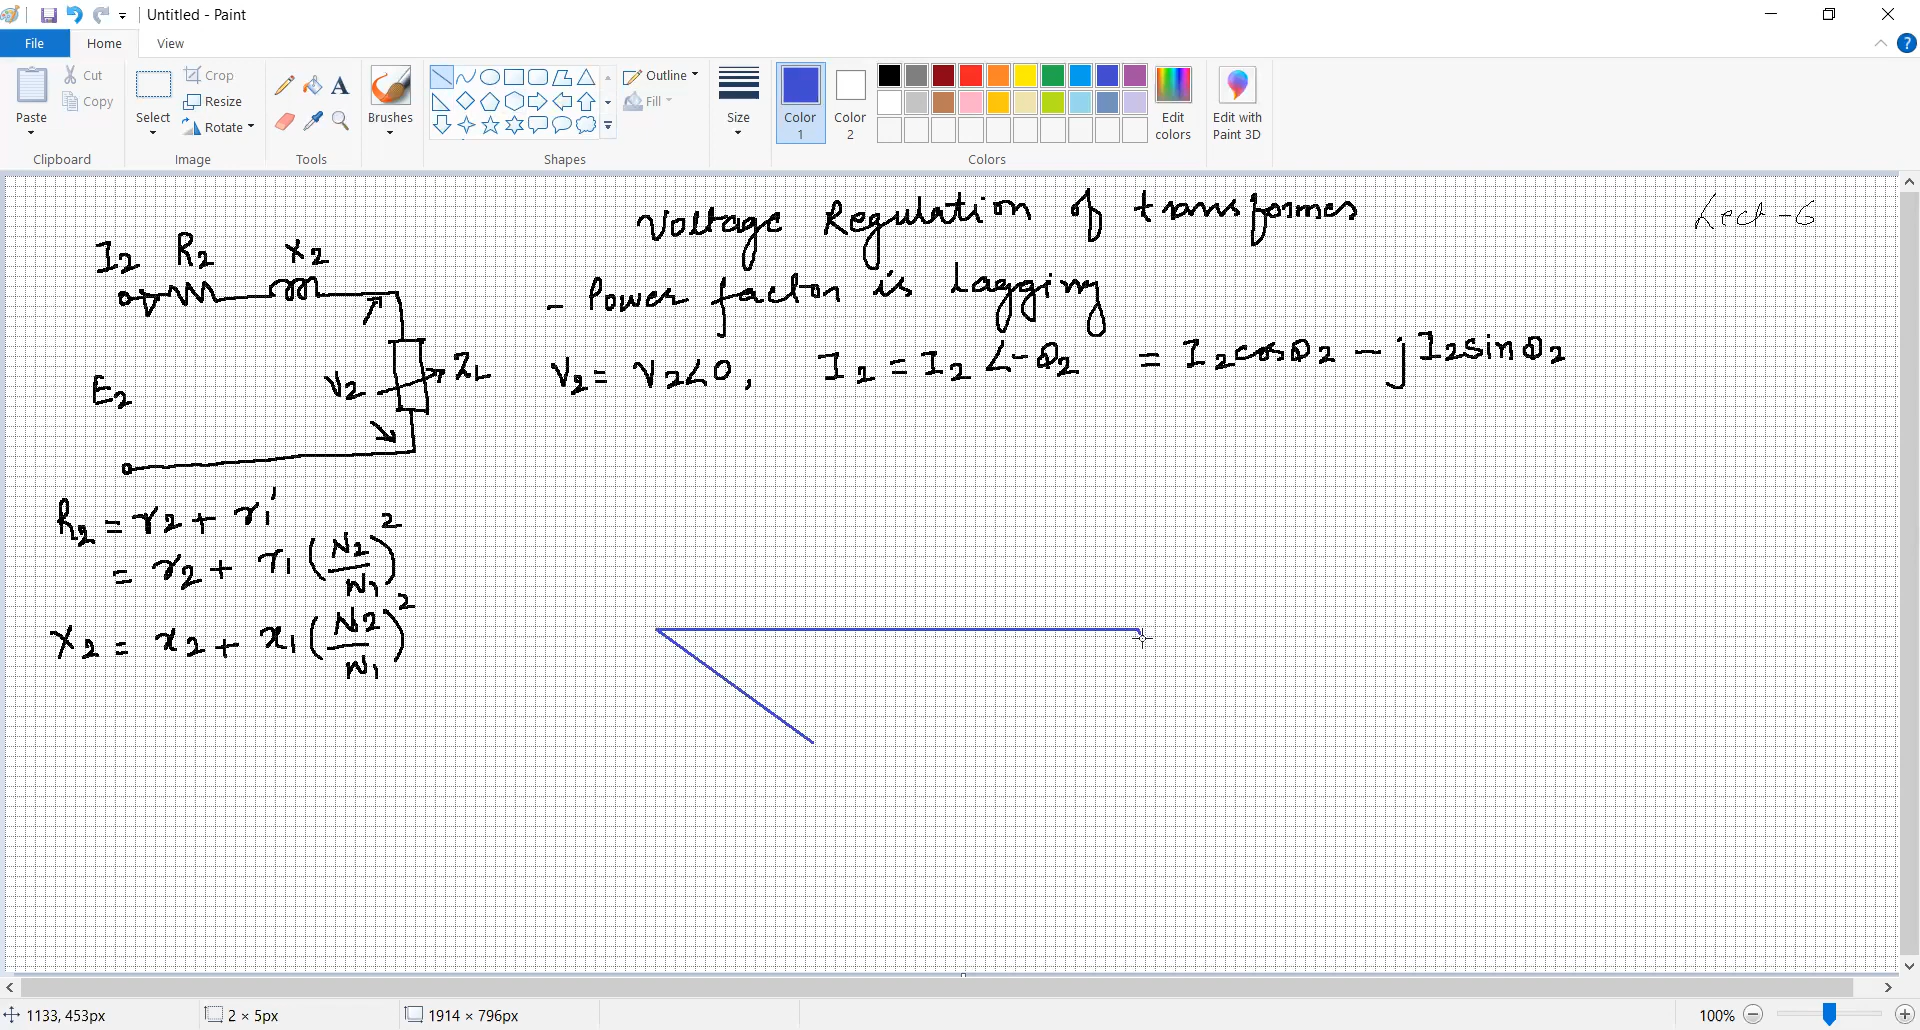 Untitled - Paint
File Home View
Paste
Cut
Copy
Clipboard
Select
Crop
Resize
Rotate
Image
Tools
Brushes
Shapes
Outline
Fill
Size
Color 1
Color 2
Colors
Edit colors
Edit with Paint 3D
Voltage Regulation of transformer
Lect-6
- Power factor is Lagging
V2 = V2∠0, I2 = I2 ∠-θ2 = I2cosθ2 - jI2sinθ2
I2 R2 X2
E2 V2 ZL
R2 = r2 + r1'
= r2 + r1 (N2/N1)²
X2 = x2 + x1 (N2/N1)²
1133, 453px
2 × 5px
1914 × 796px
100%